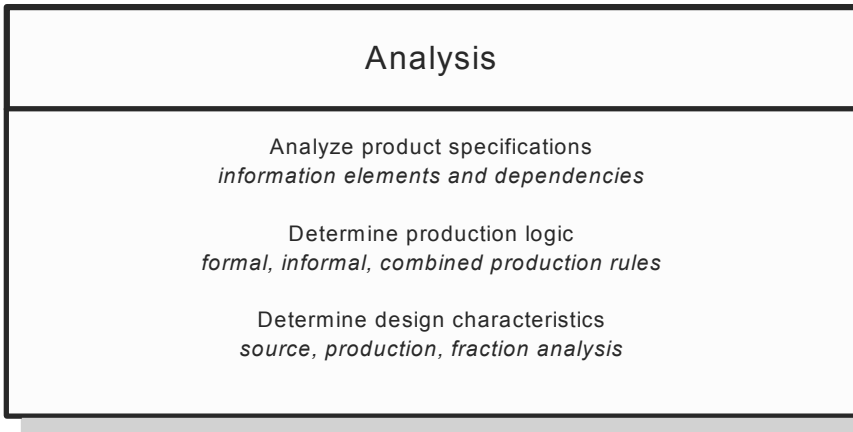 Analysis
Analyze product specifications
information elements and dependencies
Determine production logic
formal, informal, combined production rules
Determine design characteristics
source, production, fraction analysis